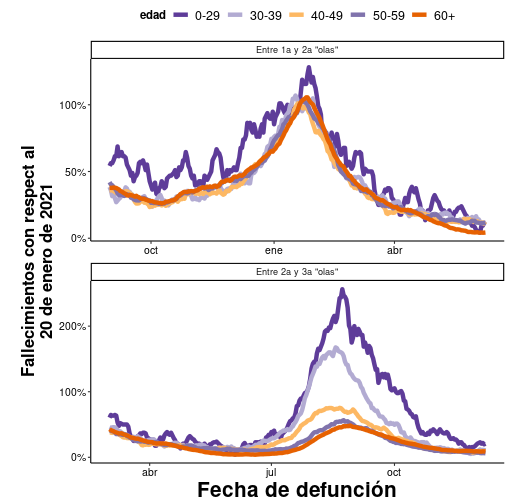 edad 0-29 30-39 40-49 50-59 60+
Entre 1a y 2a "olas"
100%
50%
0%
oct ene abr
Entre 2a y 3a "olas"
200%
100%
0%
abr jul oct
Fallecimientos con respect al
20 de enero de 2021
Fecha de defunción